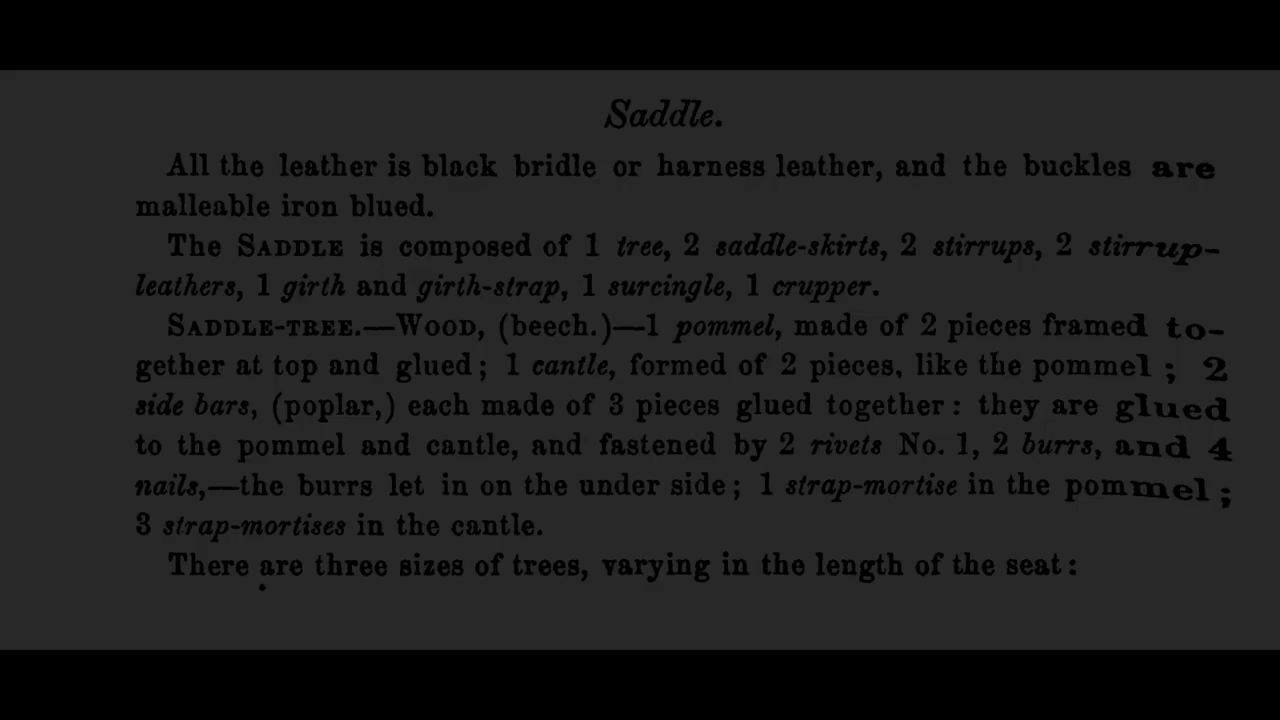 Saddle.
All the leather is black bridle or harness leather, and the buckles are
malleable iron blued.
The SADDLE is composed of 1 tree, 2 saddle-skirts, 2 stirrups, 2 stirrup-
leathers, 1 girth and girth-strap, 1 surcingle, 1 crupper.
SADDLE-TREE.—WOOD, (beech.)—1 pommel, made of 2 pieces framed to-
gether at top and glued; 1 cantle, formed of 2 pieces, like the pommel; 2
side bars, (poplar,) each made of 3 pieces glued together: they are glued
to the pommel and cantle, and fastened by 2 rivets No. 1, 2 burrs, and 4
nails,—the burrs let in on the under side; 1 strap-mortise in the pommel;
3 strap-mortises in the cantle.
There are three sizes of trees, varying in the length of the seat: